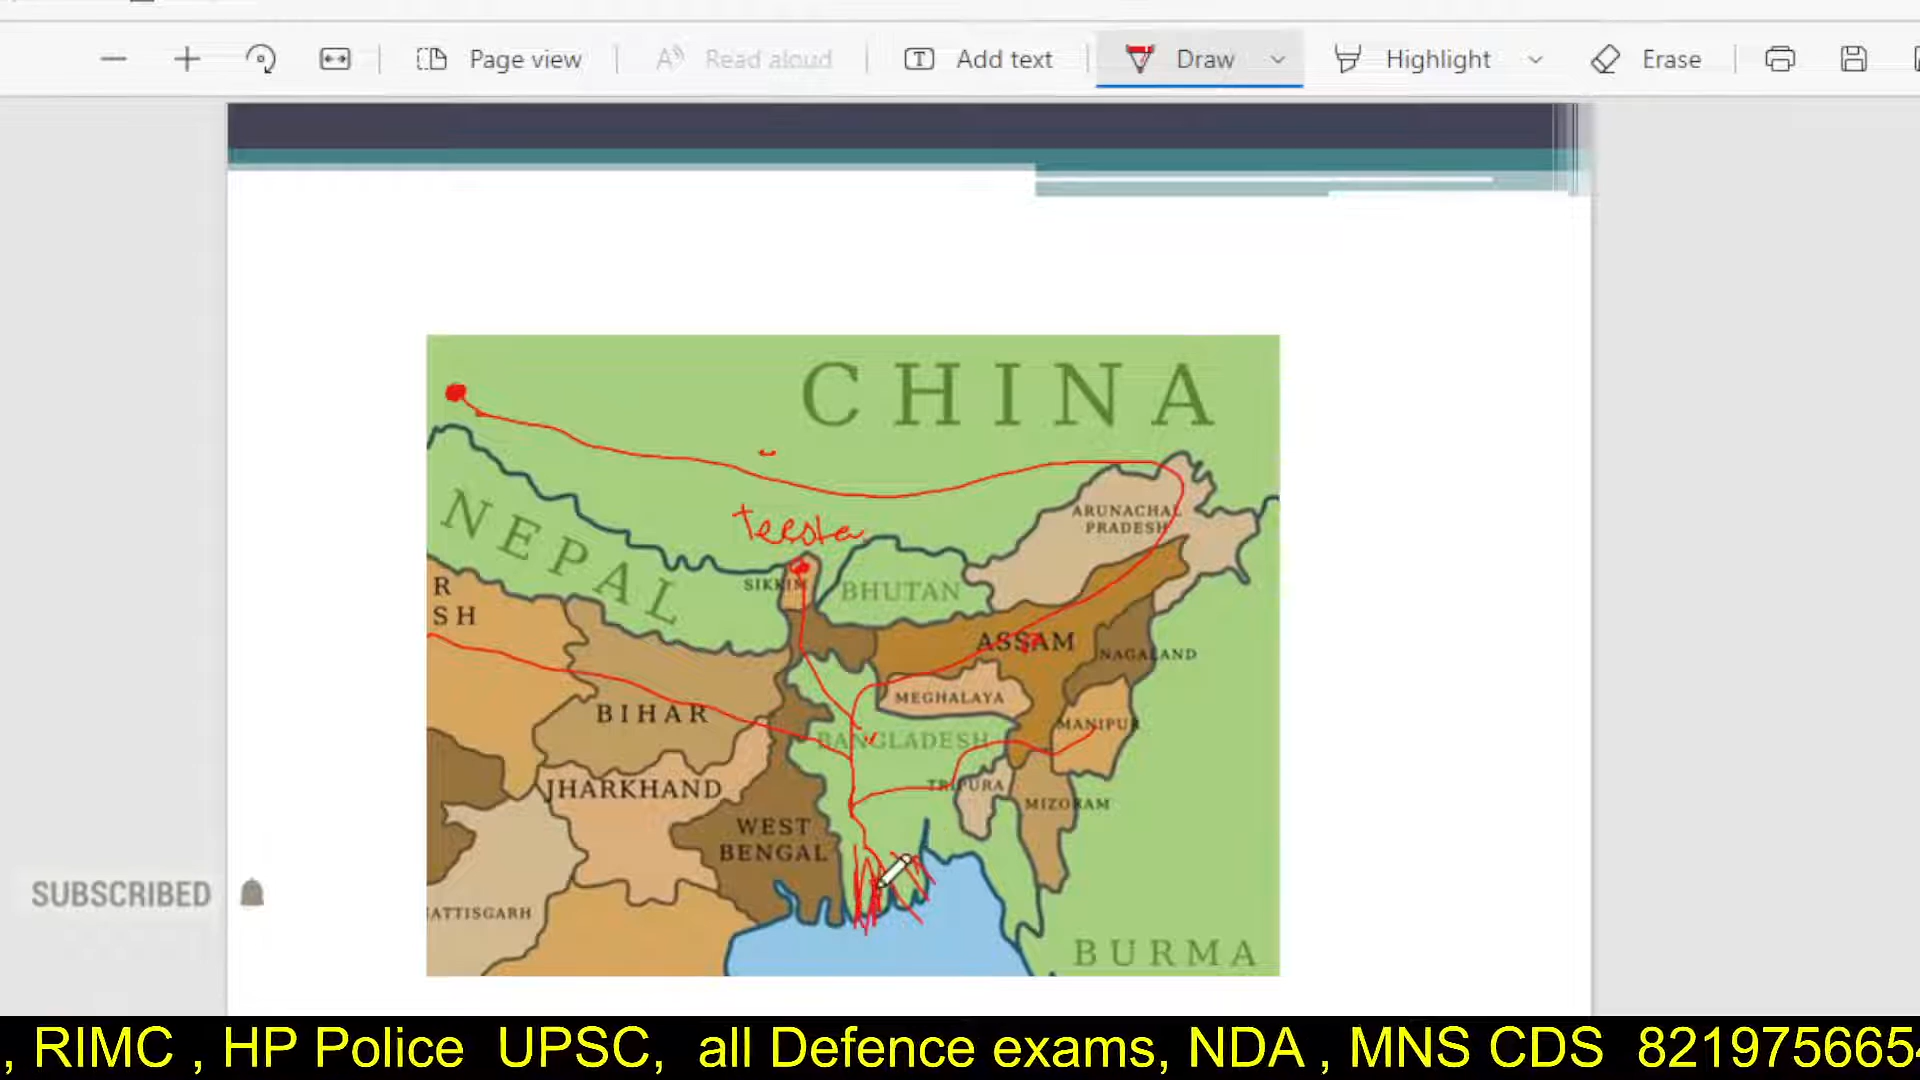 Page view Read aloud Add text Draw Highlight Erase
CHINA
NEPAL
teesta
ARUNACHAL
PRADESH
SIKKIM
BHUTAN
R
SH
ASSAM
NAGALAND
MEGHALAYA
BIHAR
MANIPUR
BANGLADESH
JHARKHAND
TRIPURA
MIZORAM
WEST
BENGAL
SUBSCRIBED
ATTISGARH
BURMA
, RIMC , HP Police UPSC, all Defence exams, NDA , MNS CDS 821975665